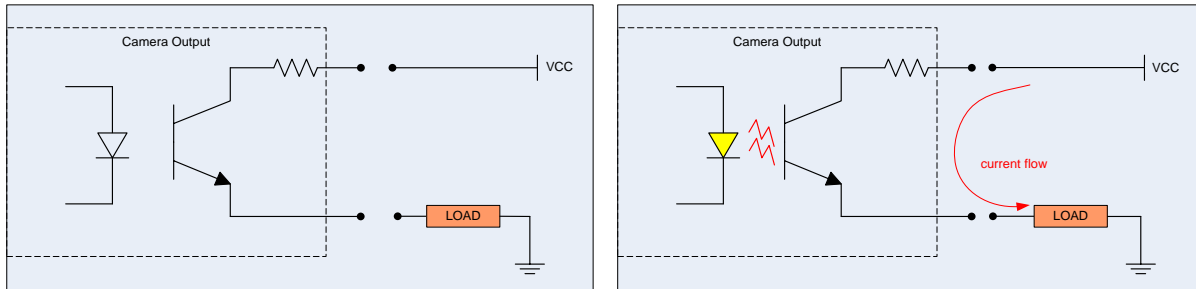 Camera Output
VCC
LOAD
Camera Output
VCC
current flow
LOAD